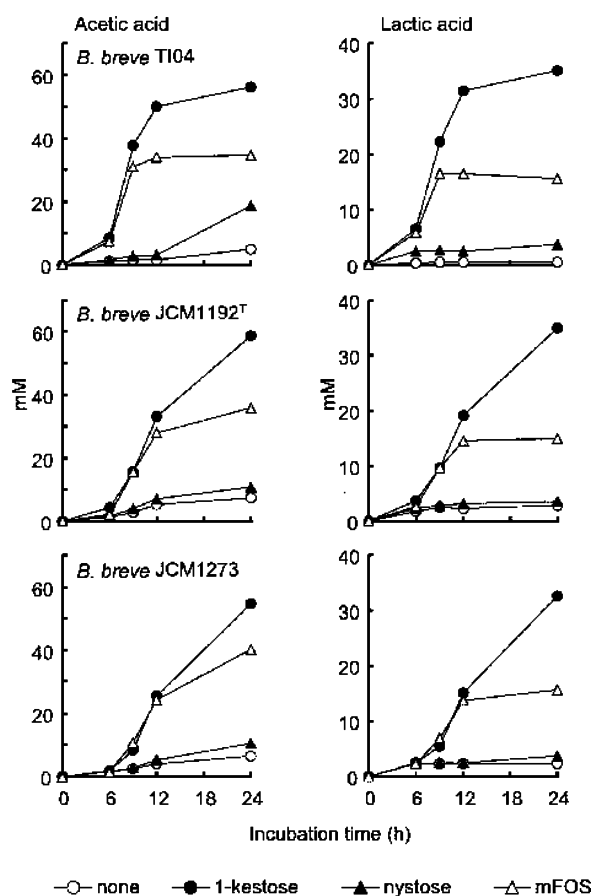 Acetic acid
Lactic acid
B. breve TI04
60
40
20
0
40
30
20
10
0
B. breve JCM1192T
mM
60
40
20
0
mM
40
30
20
10
0
B. breve JCM1273
60
40
20
0
0 6 12 18 24
40
30
20
10
0
0 6 12 18 24
Incubation time (h)
none 1-kestose nystose mFOS